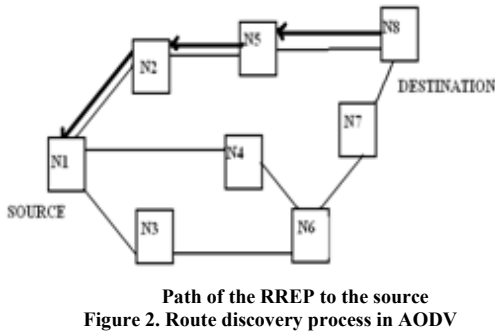 N8
N5
N2
DESTINATION
N7
N4
N1
SOURCE
N3
N6
Path of the RREP to the source
Figure 2. Route discovery process in AODV